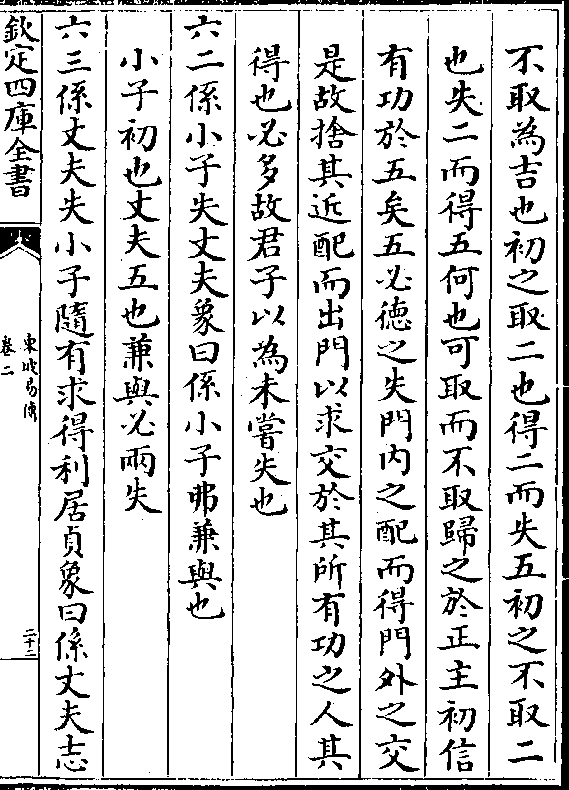 不取為吉也初之取二也得二而失五初之不取二
也失二而得五何也可取而不取歸之於正主初信
有功於五矣五必德之失門内之配而得門外之交
是故捨其近配而出門以求交於其所有功之人其
得也必多故君子以為未嘗失也
六二係小子失丈夫象曰係小子弗兼與也
小子初也丈夫五也兼與必兩失
六三係丈夫失小子隨有求得利居貞象曰係丈夫志
欽定四庫全書
東坡易傳
卷二
二十三